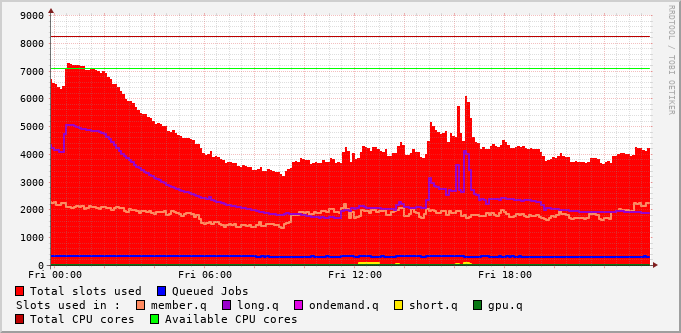 9000
8000
7000
6000
5000
4000
3000
2000
1000
0
Fri 00:00 Fri 06:00 Fri 12:00 Fri 18:00
RRDTOOL / TOBI OETIKER
Total slots used Queued Jobs
Slots used in : member.q long.q ondemand.q short.q gpu.q
Total CPU cores Available CPU cores